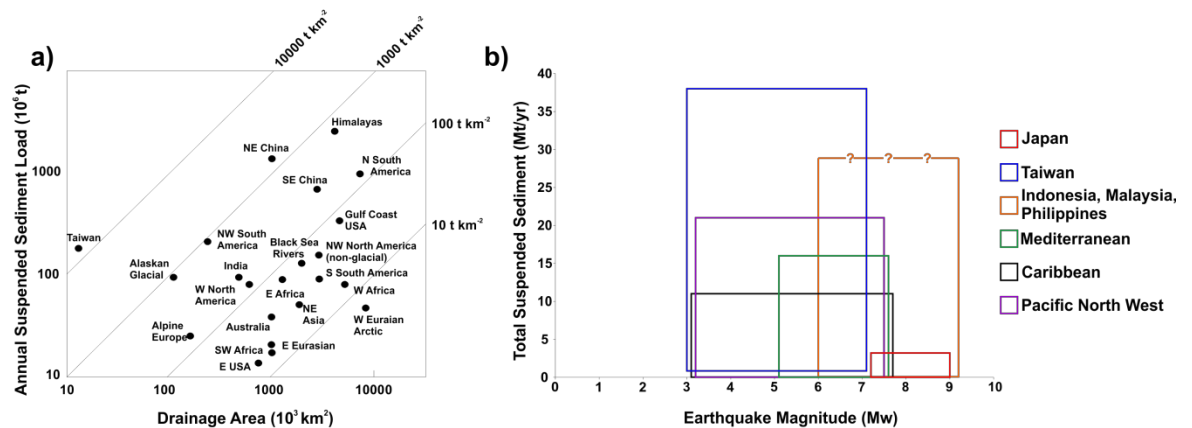 a)
10000 t km-2
1000 t km-2
100 t km-2
10 t km-2
Annual Suspended Sediment Load (10⁶ t)
1000
100
10
Himalayas
NE China
N South
America
SE China
Gulf Coast
USA
Taiwan
NW South
America
Black Sea
Rivers
NW North America
(non-glacial)
Alaskan
Glacial
India
S South America
W North
America
E Africa
W Africa
NE
Asia
W Euraian
Arctic
Alpine
Europe
Australia
SW Africa
E Eurasian
E USA
10
100
1000
10000
Drainage Area (10³ km²)
b)
Total Suspended Sediment (Mt/yr)
40
35
30
25
20
15
10
5
0
? ? ?
0 1 2 3 4 5 6 7 8 9 10
Earthquake Magnitude (Mw)
Japan
Taiwan
Indonesia, Malaysia,
Philippines
Mediterranean
Caribbean
Pacific North West